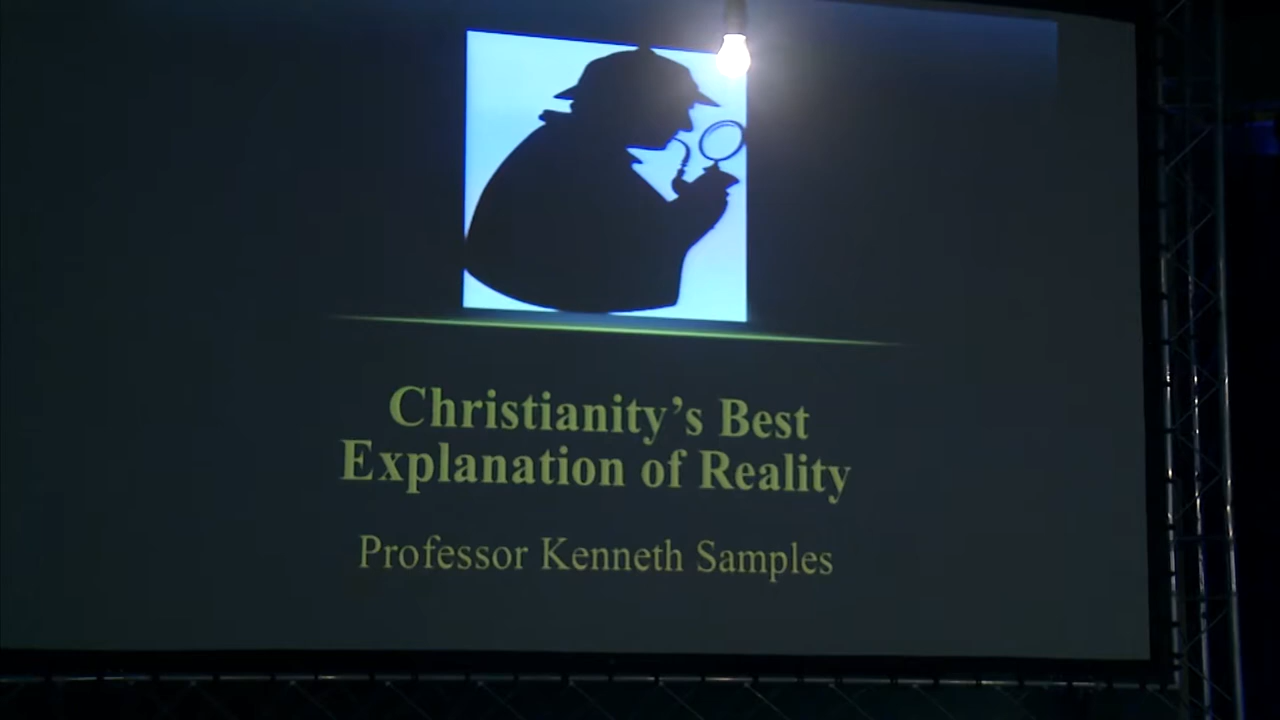 Christianity's Best
Explanation of Reality
Professor Kenneth Samples